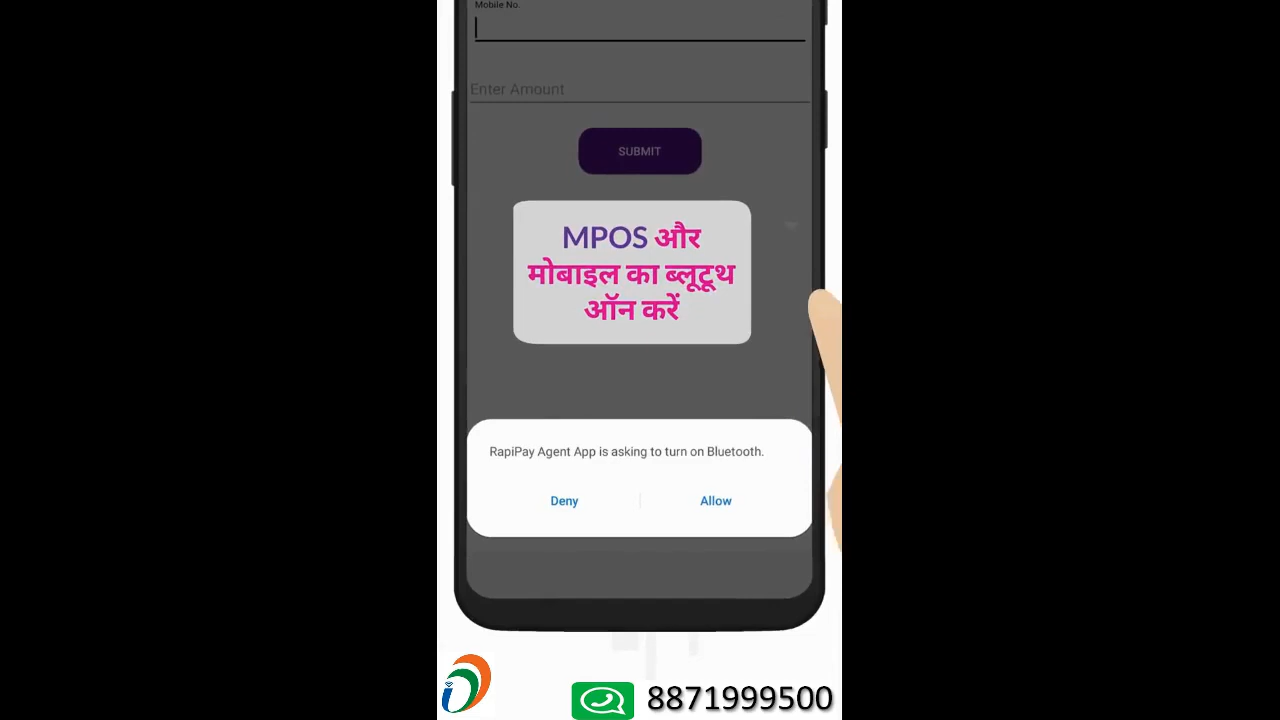 Mobile No.
Enter Amount
SUBMIT
MPOS और
मोबाइल का ब्लूटूथ
ऑन करें
RapiPay Agent App is asking to turn on Bluetooth.
Deny
Allow
8871999500